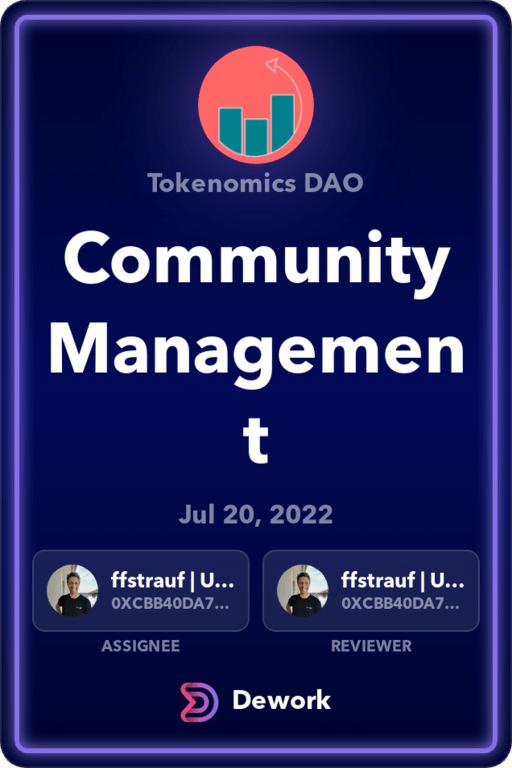 Tokenomics DAO
Community
Managemen
t
Jul 20, 2022
ffstrauf | U... ffstrauf | U...
0XCBB40DA7... 0XCBB40DA7...
ASSIGNEE REVIEWER
Dework